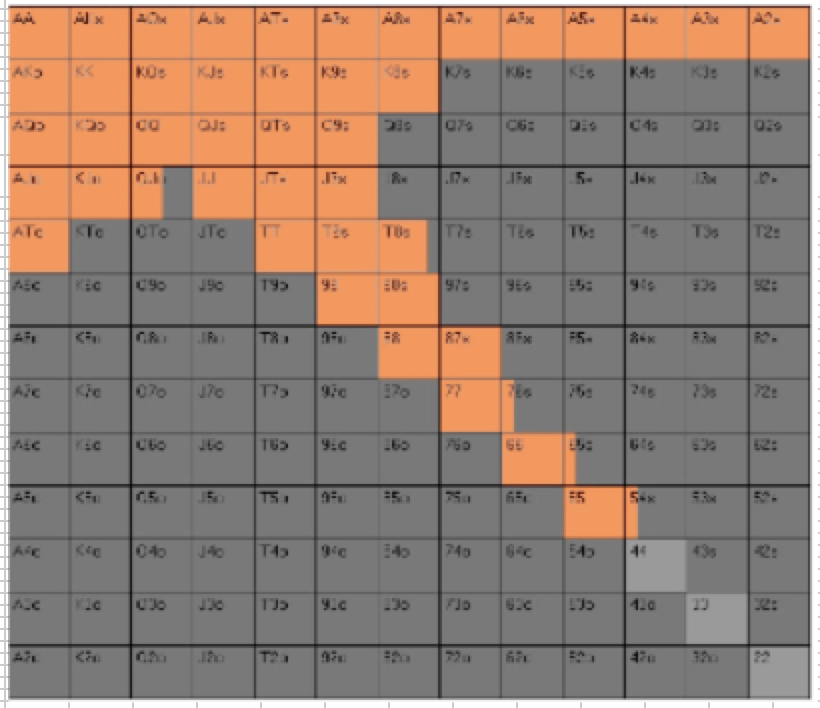 AA AKs AQs AJs ATs A9s A8s A7s A6s A5s A4s A3s A2s
AKo KK KQs KJs KTs K9s K8s K7s K6s K5s K4s K3s K2s
AQo KQo QQ QJs QTs Q9s Q8s Q7s Q6s Q5s Q4s Q3s Q2s
AJo KJo QJo JJ JTs J9s J8s J7s J6s J5s J4s J3s J2s
ATo KTo QTo JTo TT T9s T8s T7s T6s T5s T4s T3s T2s
A9o K9o Q9o J9o T9o 99 98s 97s 96s 95s 94s 93s 92s
A8o K8o Q8o J8o T8o 98o 88 87s 86s 85s 84s 83s 82s
A7o K7o Q7o J7o T7o 97o 87o 77 76s 75s 74s 73s 72s
A6o K6o Q6o J6o T6o 96o 86o 76o 66 65s 64s 63s 62s
A5o K5o Q5o J5o T5o 95o 85o 75o 65o 55 54s 53s 52s
A4o K4o Q4o J4o T4o 94o 84o 74o 64o 54o 44 43s 42s
A3o K3o Q3o J3o T3o 93o 83o 73o 63o 53o 43o 33 32s
A2o K2o Q2o J2o T2o 92o 82o 72o 62o 52o 42o 32o 22